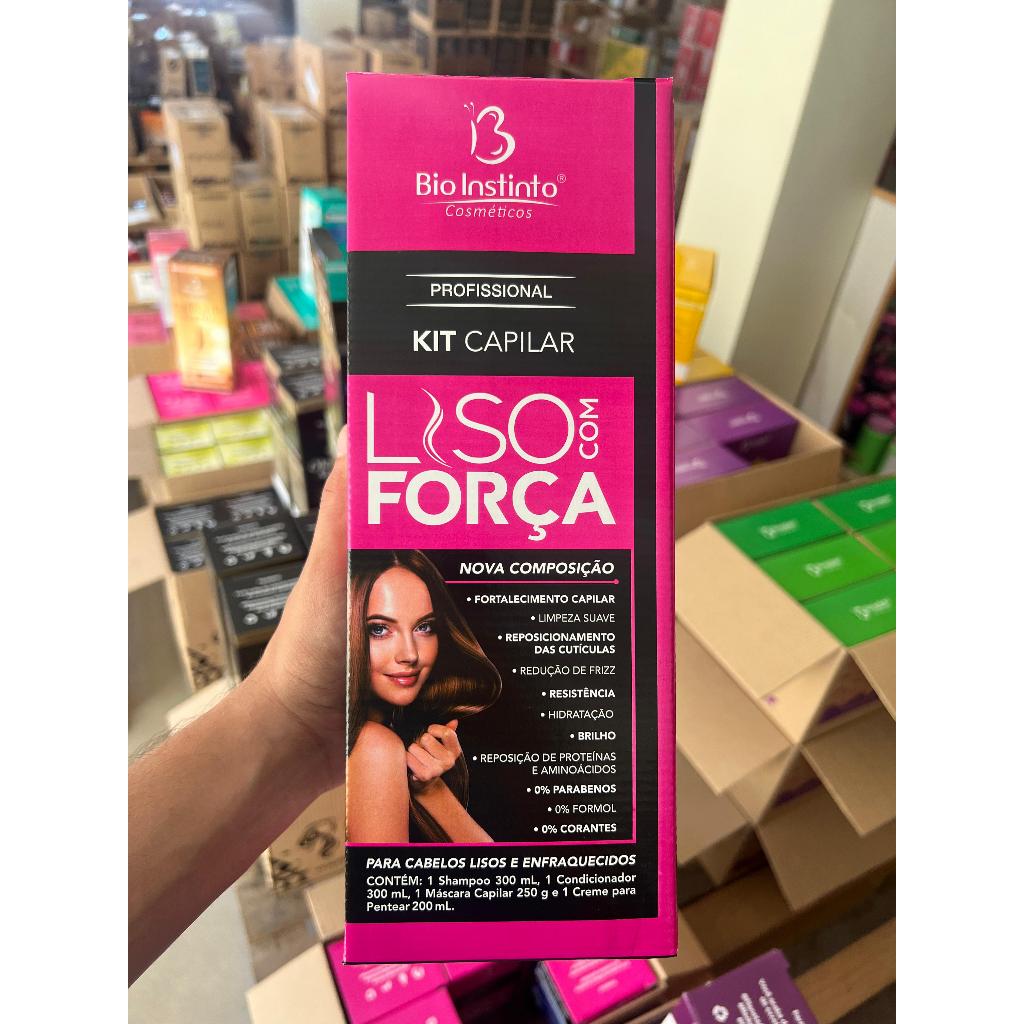 Bio Instinto®
Cosméticos
PROFISSIONAL
KIT CAPILAR
LISO COM
FORÇA
NOVA COMPOSIÇÃO
• FORTALECIMENTO CAPILAR
• LIMPEZA SUAVE
• REPOSICIONAMENTO
DAS CUTÍCULAS
• REDUÇÃO DE FRIZZ
• RESISTÊNCIA
• HIDRATAÇÃO
• BRILHO
• REPOSIÇÃO DE PROTEÍNAS
E AMINOÁCIDOS
• 0% PARABENOS
• 0% FORMOL
• 0% CORANTES
PARA CABELOS LISOS E ENFRAQUECIDOS
CONTÉM: 1 Shampoo 300 mL, 1 Condicionador
300 mL, 1 Máscara Capilar 250 g e 1 Creme para
Pentear 200 mL.